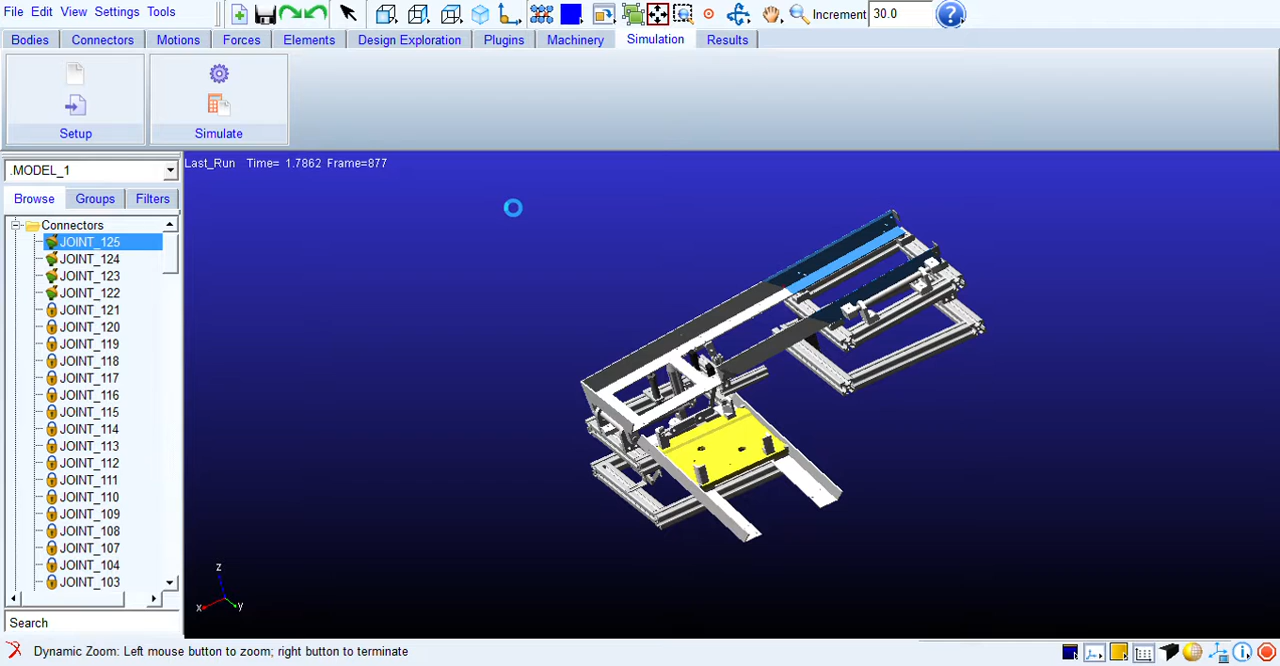 File Edit View Settings Tools
Increment 30.0 ?
Bodies Connectors Motions Forces Elements Design Exploration Plugins Machinery Simulation Results
Setup Simulate
.MODEL_1
Browse Groups Filters
Last_Run Time= 1.7862 Frame=877
Connectors
JOINT_125
JOINT_124
JOINT_123
JOINT_122
JOINT_121
JOINT_120
JOINT_119
JOINT_118
JOINT_117
JOINT_116
JOINT_115
JOINT_114
JOINT_113
JOINT_112
JOINT_111
JOINT_110
JOINT_109
JOINT_108
JOINT_107
JOINT_104
JOINT_103
Search
z
x
y
Dynamic Zoom: Left mouse button to zoom; right button to terminate